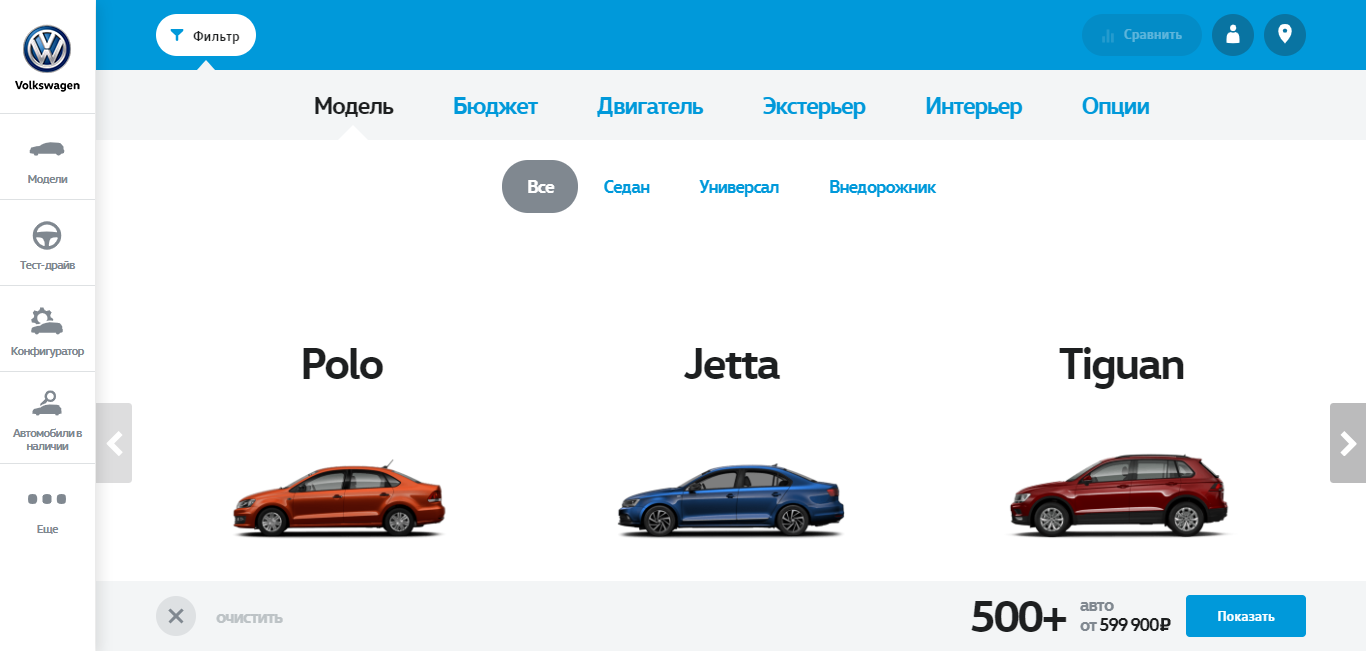 Volkswagen
Модели
Тест-драйв
Конфигуратор
Автомобили в
наличии
Еще
Фильтр
Сравнить
Модель Бюджет Двигатель Экстерьер Интерьер Опции
Все Седан Универсал Внедорожник
Polo Jetta Tiguan
ОЧИСТИТЬ
500+ авто
от 599 900₽
Показать